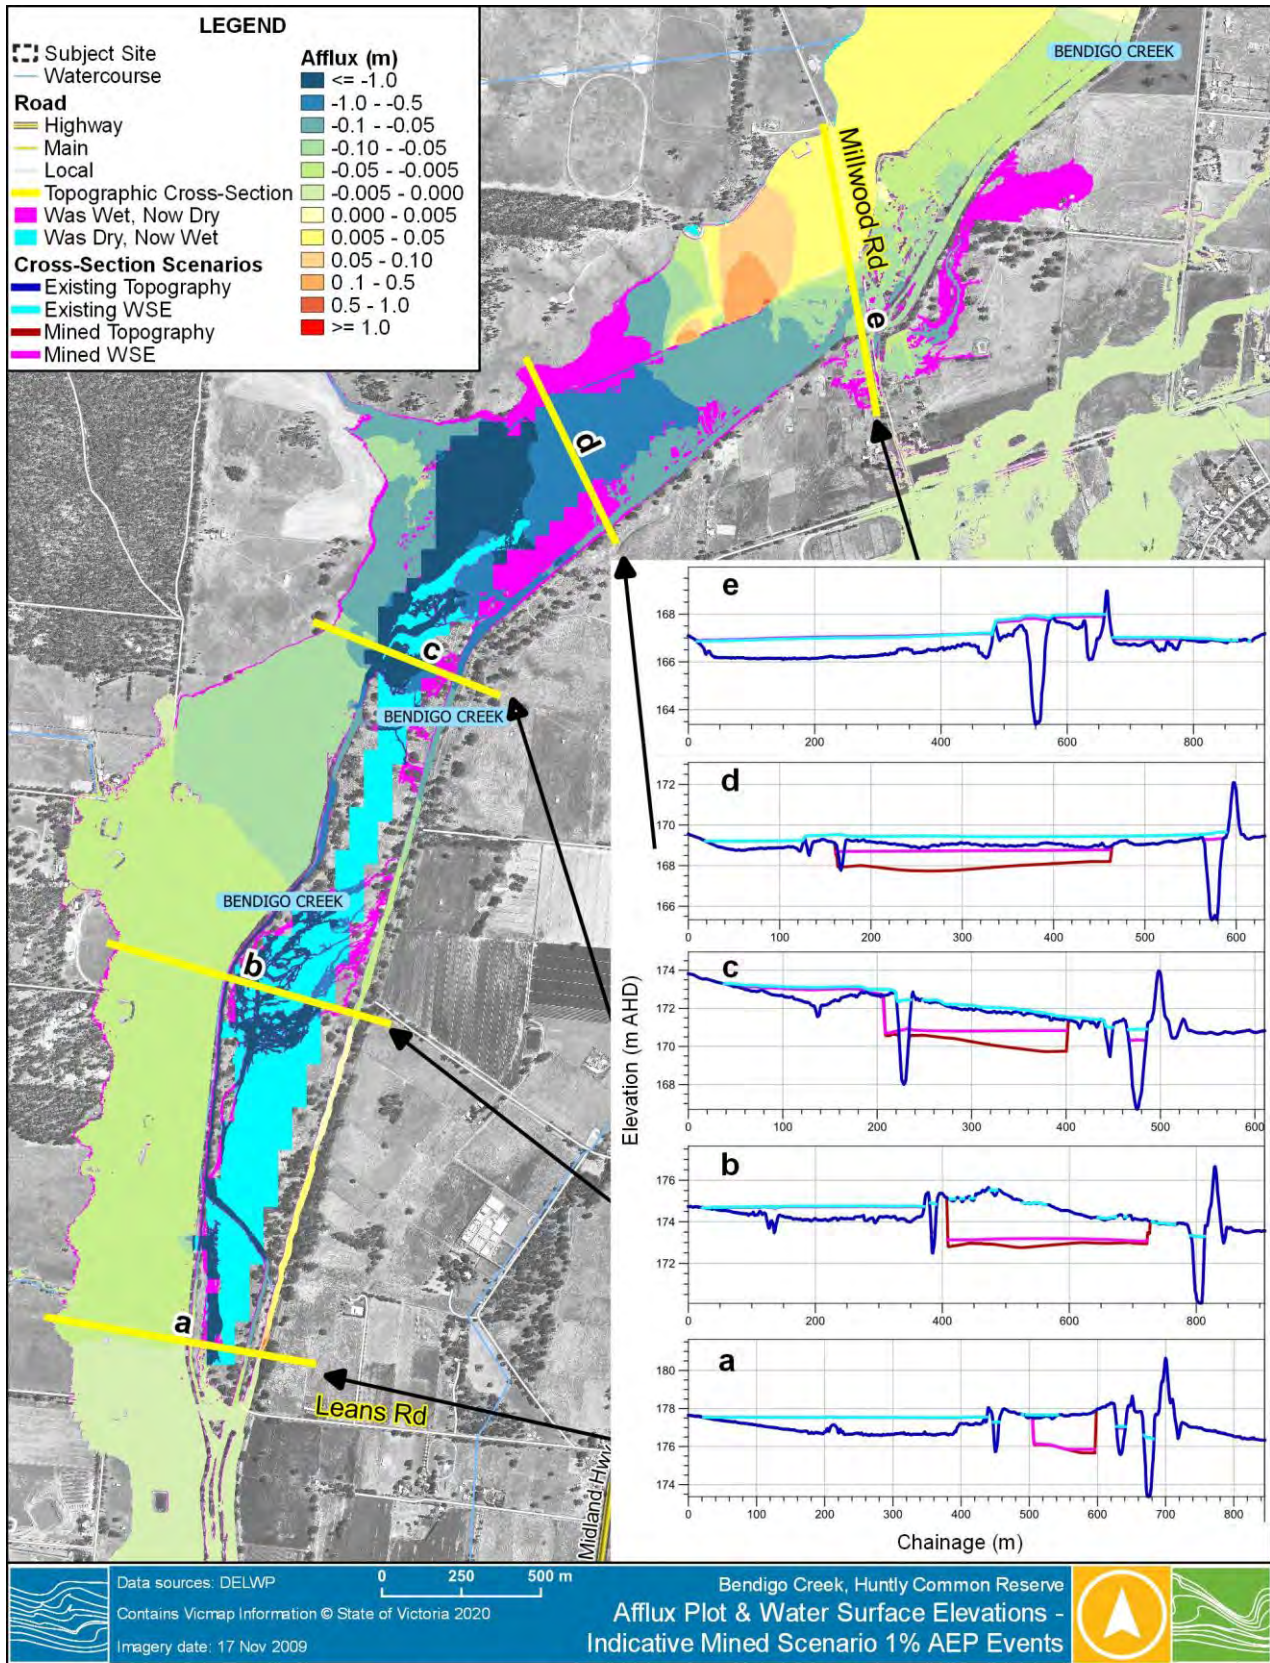 LEGEND
Subject Site
Watercourse
Road
Highway
Main
Local
Topographic Cross-Section
Was Wet, Now Dry
Was Dry, Now Wet
Cross-Section Scenarios
Existing Topography
Existing WSE
Mined Topography
Mined WSE
Afflux (m)
<= -1.0
-1.0 - -0.5
-0.1 - -0.05
-0.10 - -0.05
-0.05 - -0.005
-0.005 - 0.000
0.000 - 0.005
0.005 - 0.05
0.05 - 0.10
0.1 - 0.5
0.5 - 1.0
>= 1.0
BENDIGO CREEK
Millwood Rd
e
d
c
BENDIGO CREEK
BENDIGO CREEK
b
a
Leans Rd
Midland Hwy
Elevation (m AHD)
e
168
166
164
0 200 400 600 800
d
172
170
168
166
0 100 200 300 400 500 600
c
174
172
170
168
0 100 200 300 400 500 600
b
176
174
172
0 200 400 600 800
a
180
178
176
174
0 100 200 300 400 500 600 700 800
Chainage (m)
Data sources: DELWP
Contains Vicmap Information © State of Victoria 2020
Imagery date: 17 Nov 2009
0 250 500 m
Bendigo Creek, Huntly Common Reserve
Afflux Plot & Water Surface Elevations -
Indicative Mined Scenario 1% AEP Events